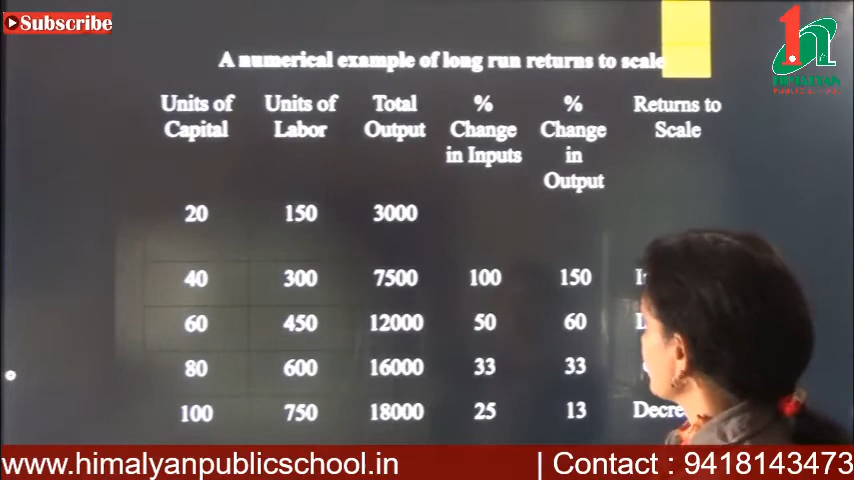 Subscribe
A numerical example of long run returns to scale
Units of Capital Units of Labor Total Output % Change in Inputs % Change in Output Returns to Scale
20 150 3000
40 300 7500 100 150
60 450 12000 50 60
80 600 16000 33 33
100 750 18000 25 13
www.himalyanpublicschool.in | Contact : 9418143473